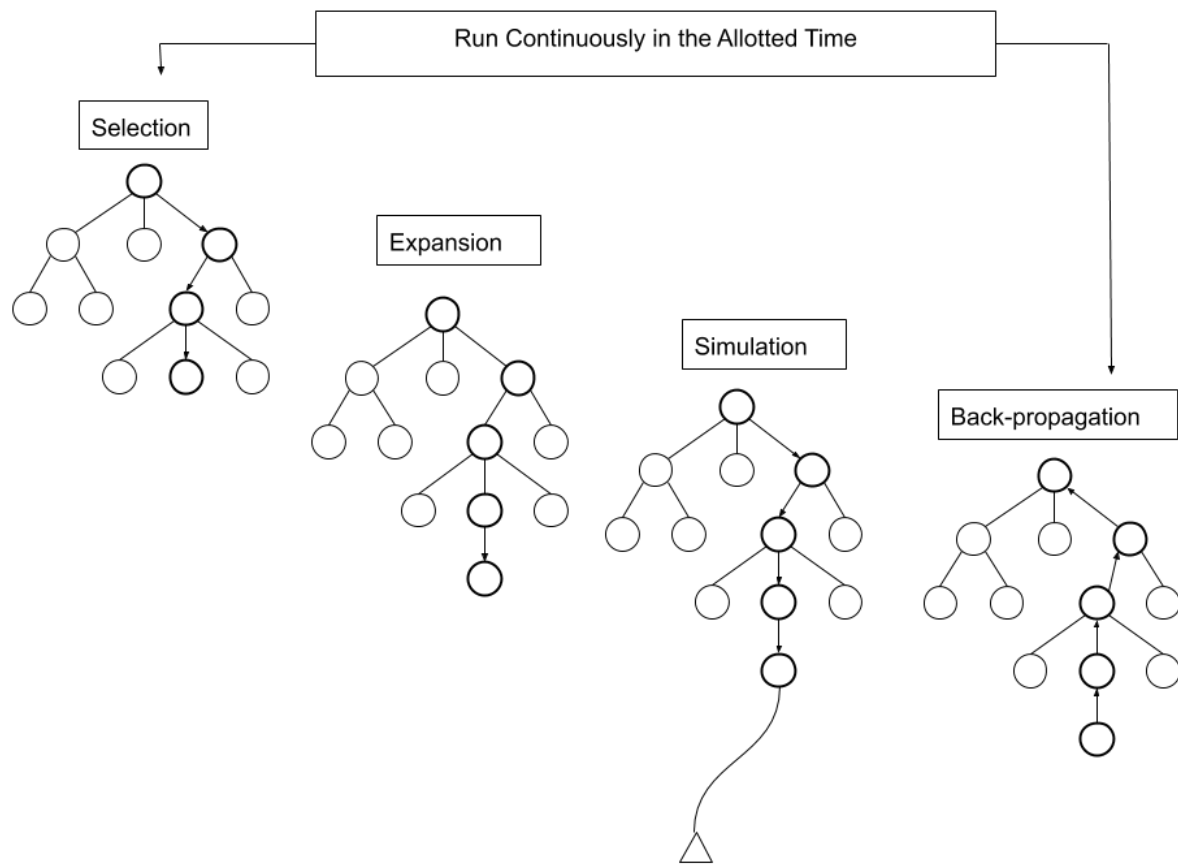 Run Continuously in the Allotted Time
Selection
Expansion
Simulation
Back-propagation